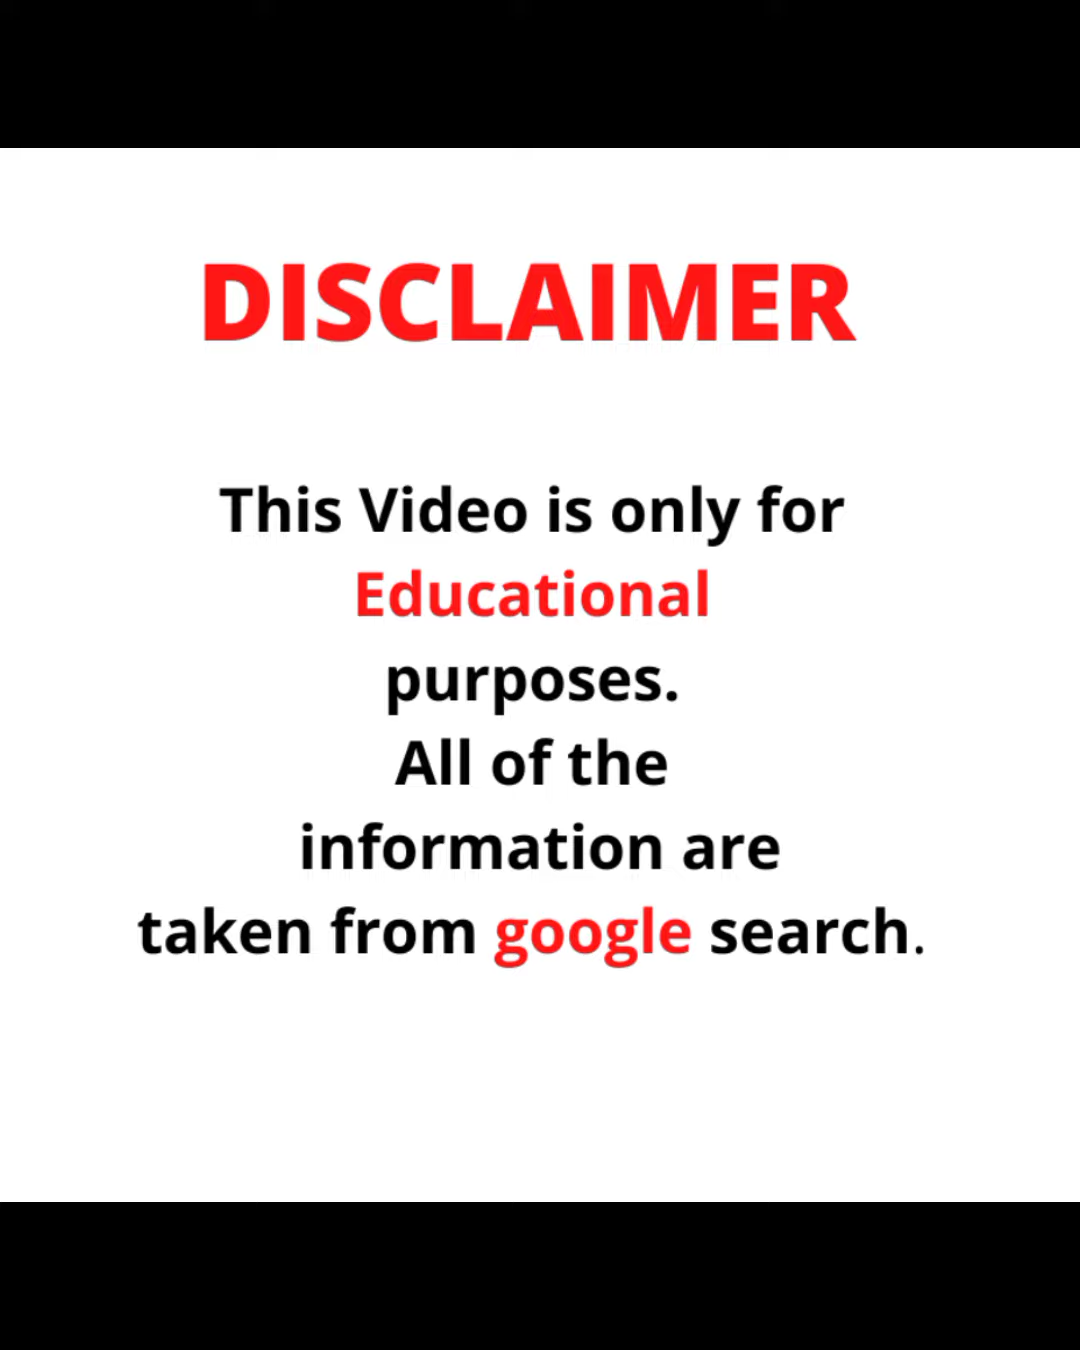 DISCLAIMER
This Video is only for
Educational
purposes.
All of the
information are
taken from google search.